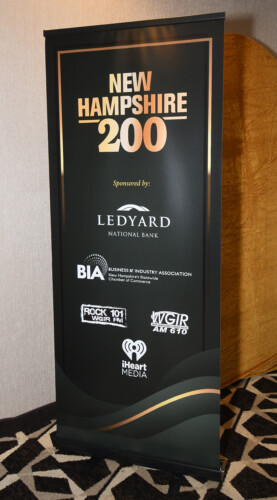 NEW
HAMPSHIRE
200
Sponsored by:
LEDYARD
NATIONAL BANK
BIA BUSINESS & INDUSTRY ASSOCIATION
New Hampshire's Statewide
Chamber of Commerce
ROCK 101
WGIR FM
WGIR
AM 610
iHeart
MEDIA